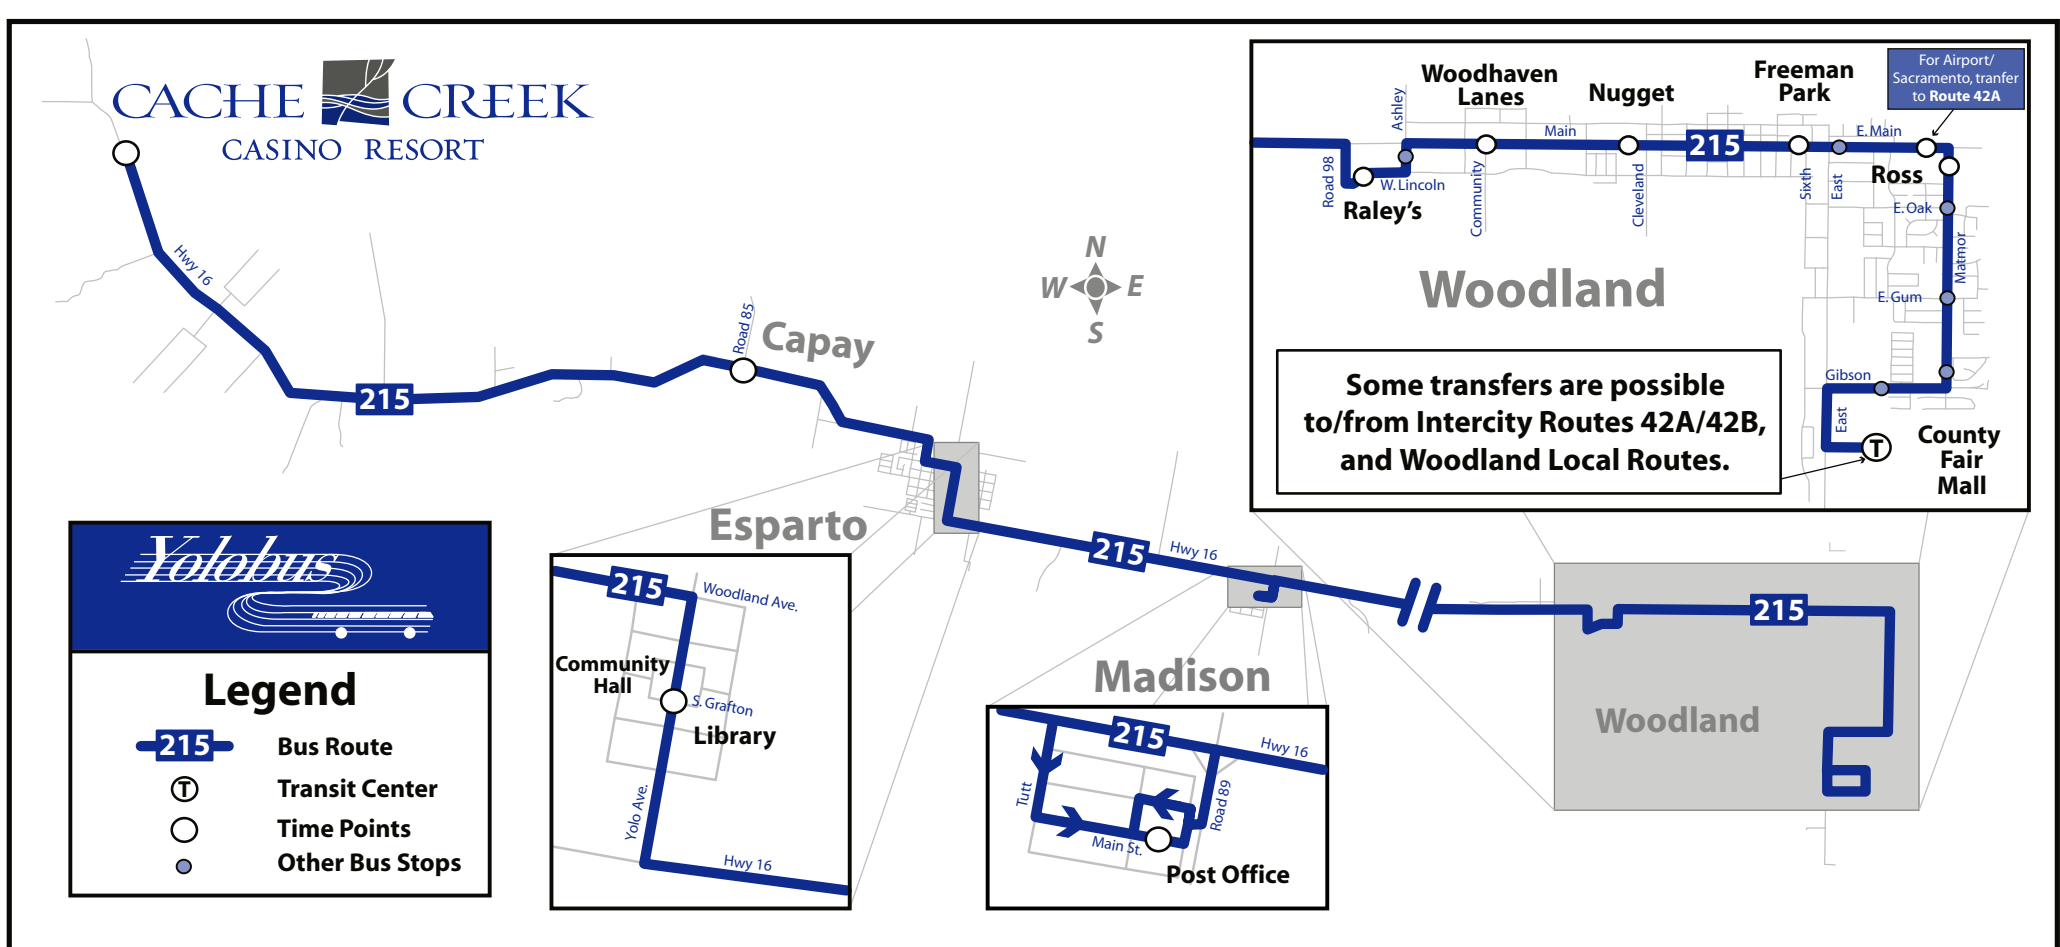 CACHE CREEK
CASINO RESORT
Hwy 16
215
Road 85
Capay
N
W E
S
Esparto
215
Hwy 16
Madison
215
Woodland
Woodhaven
Lanes
Nugget
Freeman
Park
For Airport/
Sacramento, tranfer
to Route 42A
Ashley
Main
215
E. Main
Road 98
W. Lincoln
Raley's
Community
Cleveland
Sixth
East
Ross
E. Oak
Matmor
E. Gum
Woodland
Gibson
East
T
County
Fair
Mall
Some transfers are possible
to/from Intercity Routes 42A/42B,
and Woodland Local Routes.
Yolobus
Legend
215 Bus Route
T Transit Center
Time Points
Other Bus Stops
215
Woodland Ave.
Community
Hall
S. Grafton
Library
Yolo Ave.
Hwy 16
215
Hwy 16
Tutt
Road 89
Main St.
Post Office